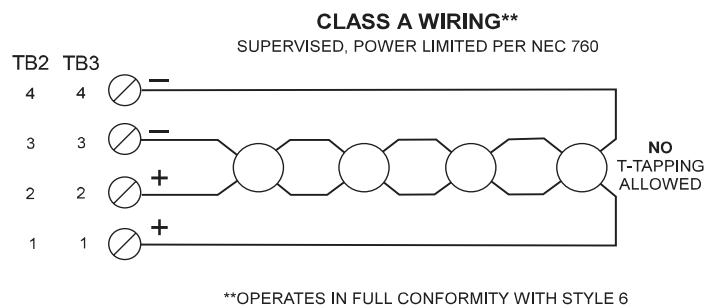 CLASS A WIRING**
SUPERVISED, POWER LIMITED PER NEC 760
TB2 TB3
4 4 −
3 3 −
2 2 +
1 1 +
NO
T-TAPPING
ALLOWED
**OPERATES IN FULL CONFORMITY WITH STYLE 6